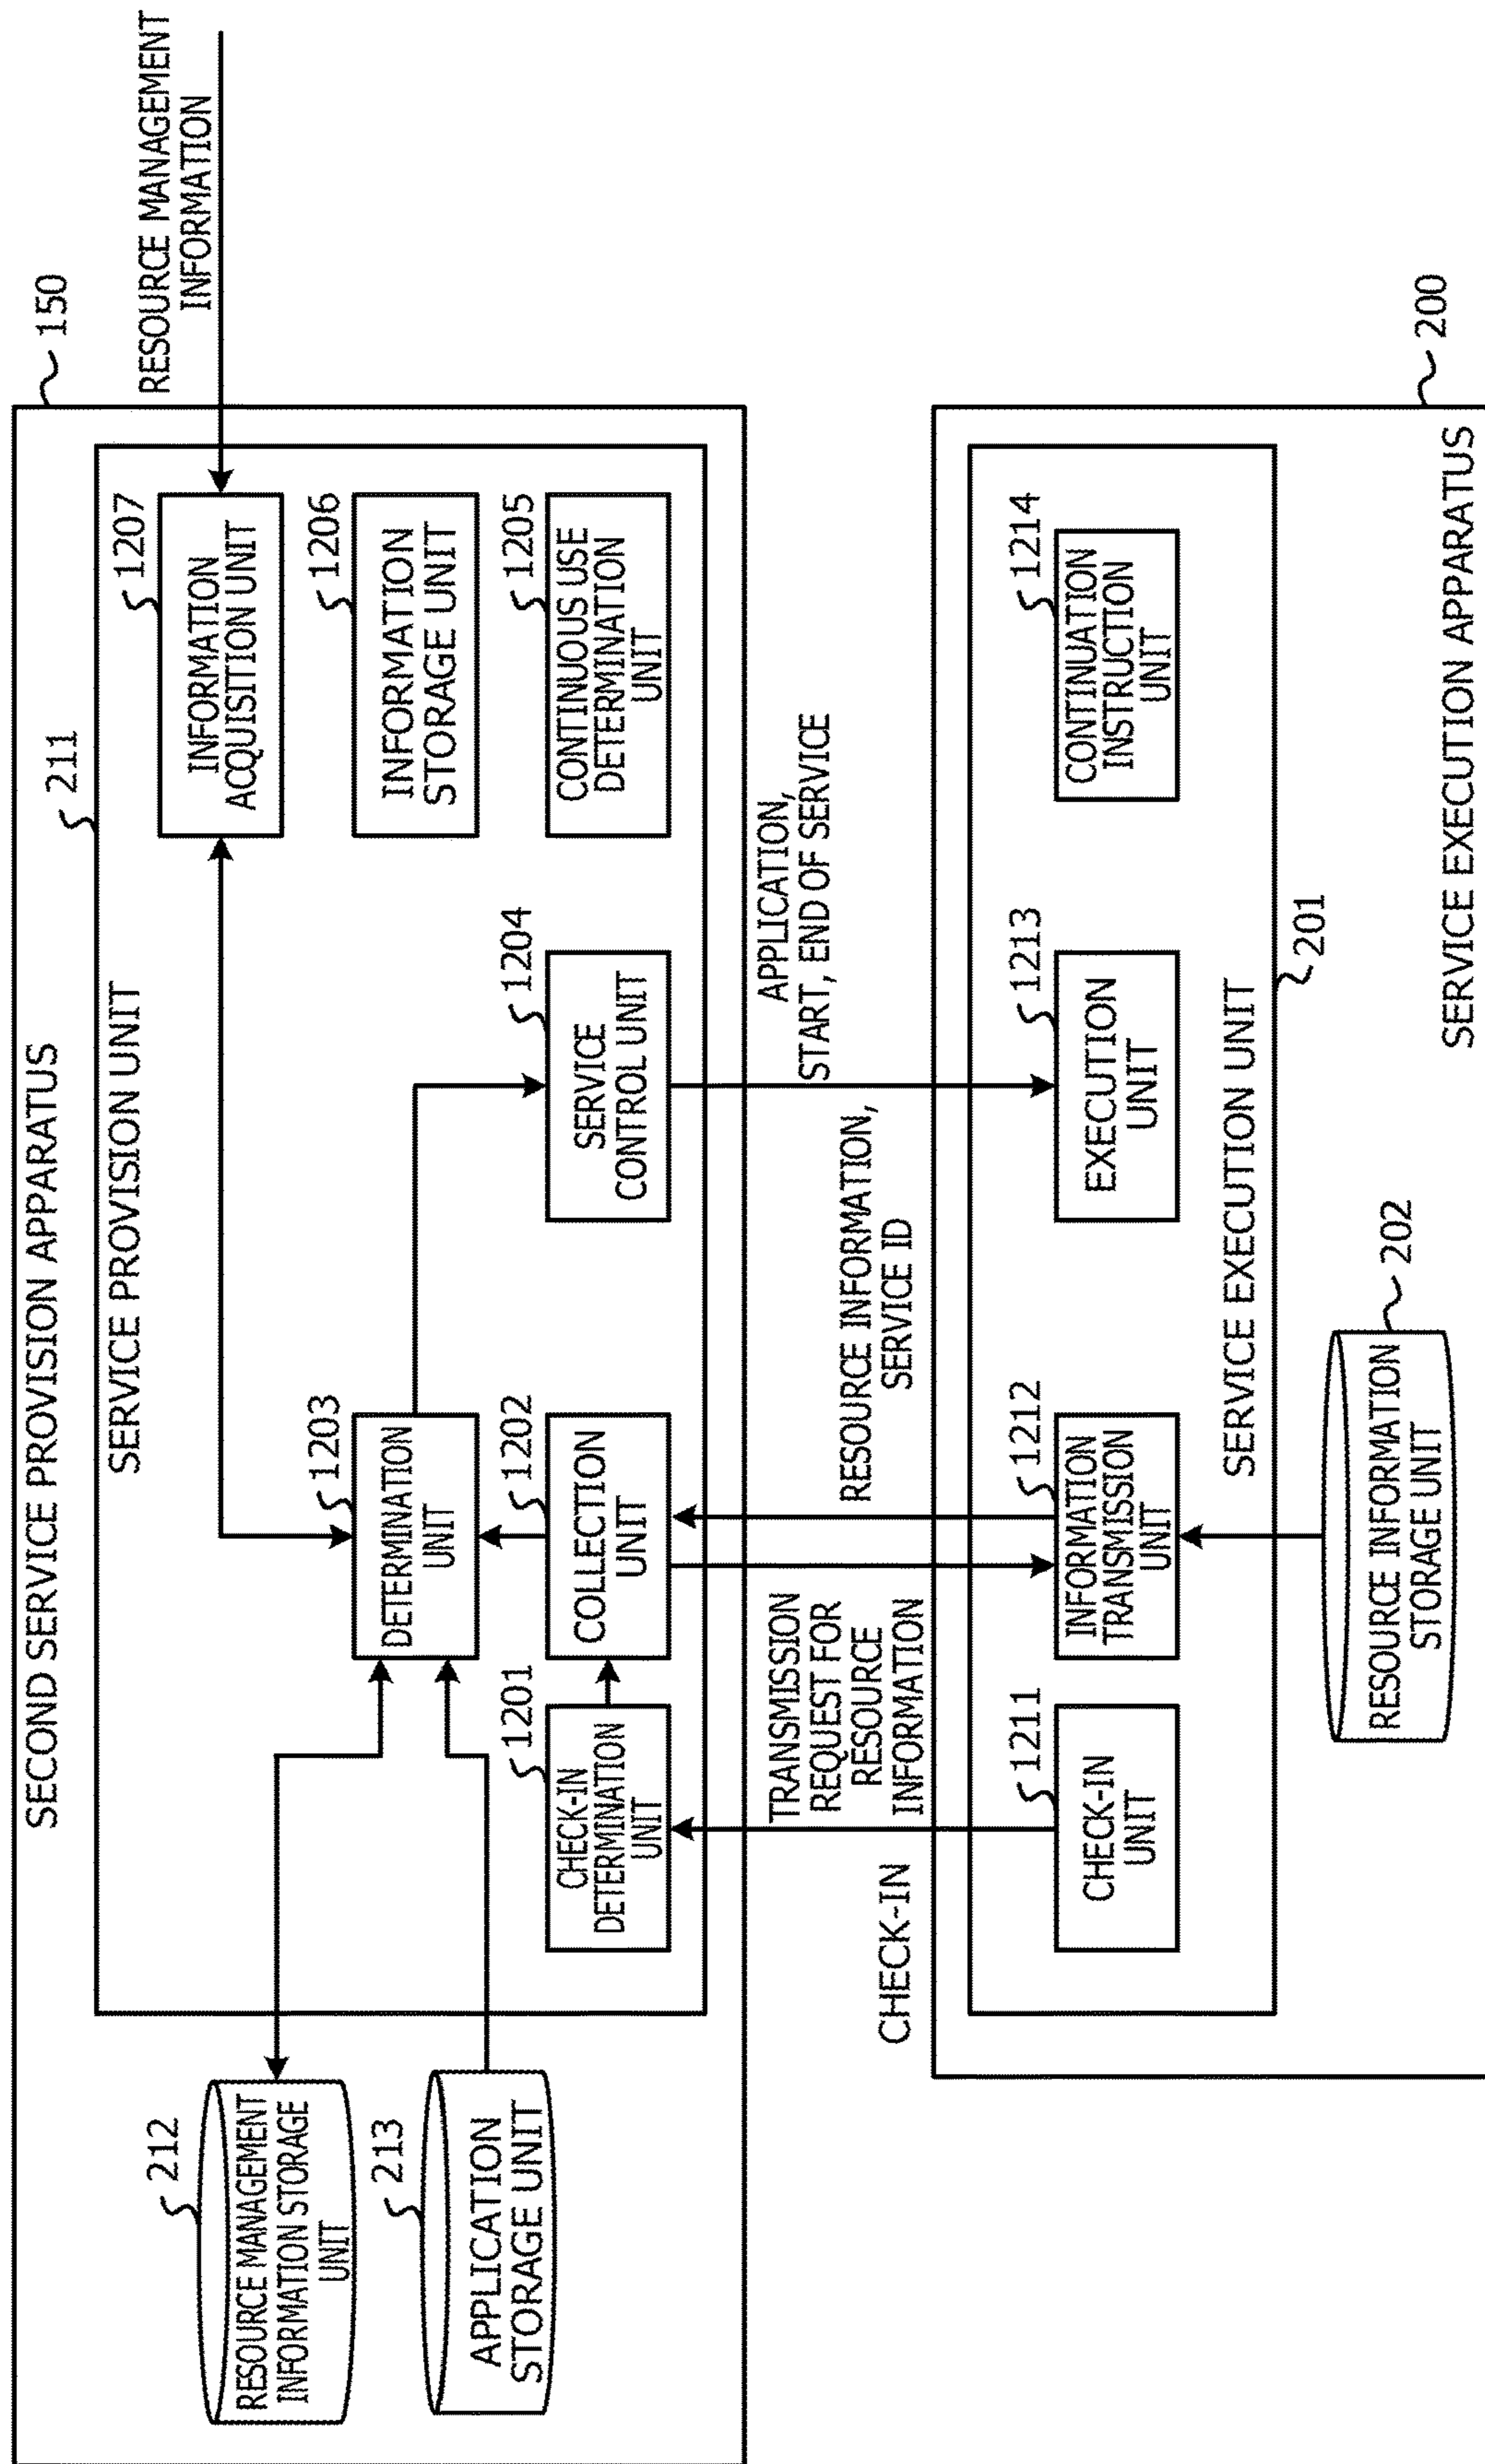 SECOND SERVICE PROVISION APPARATUS
150
SERVICE PROVISION UNIT
211
RESOURCE MANAGEMENT
INFORMATION
212
RESOURCE MANAGEMENT
INFORMATION STORAGE
UNIT
213
APPLICATION
STORAGE UNIT
1203
DETERMINATION
UNIT
1207
INFORMATION
ACQUISITION UNIT
1206
INFORMATION
STORAGE UNIT
1201
CHECK-IN
DETERMINATION
UNIT
1202
COLLECTION
UNIT
1204
SERVICE
CONTROL UNIT
1205
CONTINUOUS USE
DETERMINATION
UNIT
CHECK-IN
TRANSMISSION
REQUEST FOR
RESOURCE
INFORMATION
RESOURCE INFORMATION,
SERVICE ID
APPLICATION,
START, END OF SERVICE
200
1211
CHECK-IN
UNIT
1212
INFORMATION
TRANSMISSION
UNIT
1213
EXECUTION
UNIT
1214
CONTINUATION
INSTRUCTION
UNIT
SERVICE EXECUTION UNIT
201
202
RESOURCE INFORMATION
STORAGE UNIT
SERVICE EXECUTION APPARATUS